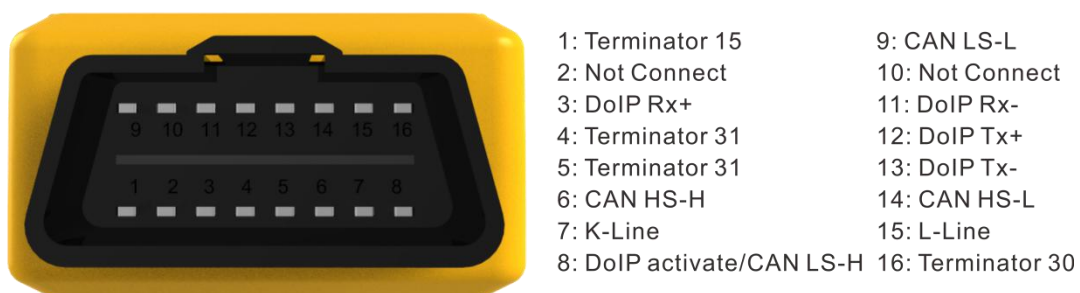 9 10 11 12 13 14 15 16
1 2 3 4 5 6 7 8
1: Terminator 15
2: Not Connect
3: DoIP Rx+
4: Terminator 31
5: Terminator 31
6: CAN HS-H
7: K-Line
8: DoIP activate/CAN LS-H
9: CAN LS-L
10: Not Connect
11: DoIP Rx-
12: DoIP Tx+
13: DoIP Tx-
14: CAN HS-L
15: L-Line
16: Terminator 30